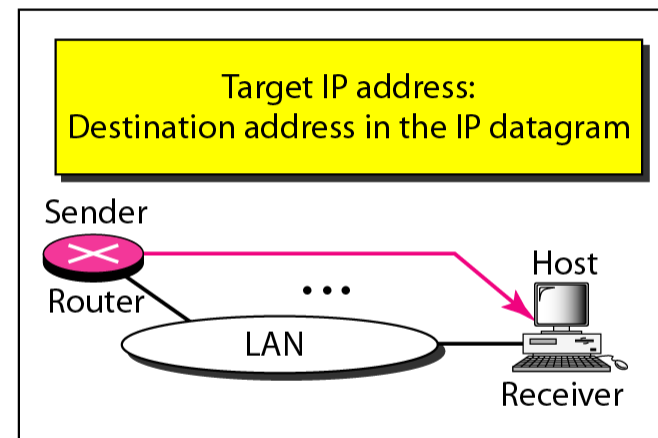 Target IP address:
Destination address in the IP datagram
Sender
Router
Host
LAN
Receiver